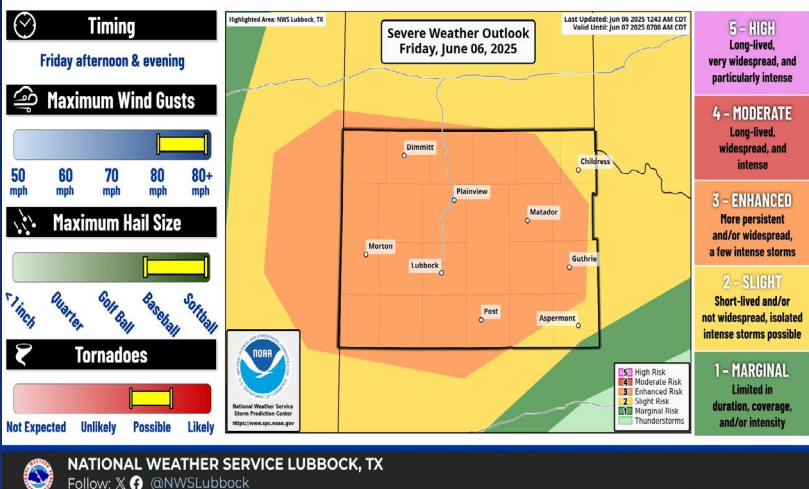 Timing
Friday afternoon & evening
Maximum Wind Gusts
50 mph
60 mph
70 mph
80 mph
80+ mph
Maximum Hail Size
< 1 inch
Quarter
Golf Ball
Baseball
Softball
Tornadoes
Not Expected
Unlikely
Possible
Likely
Highlighted Area: NWS Lubbock, TX
Severe Weather Outlook
Friday, June 06, 2025
Last Updated: Jun 06 2025 1243 AM CDT
Valid Until: Jun 07 2025 0700 AM CDT
Dimmitt
Childress
Plainview
Matador
Morton
Lubbock
Guthrie
Post
Aspermont
NOAA
National Weather Service
Storm Prediction Center
https://www.spc.noaa.gov
5 High Risk
4 Moderate Risk
3 Enhanced Risk
2 Slight Risk
1 Marginal Risk
Thunderstorms
5 - HIGH
Long-lived,
very widespread, and
particularly intense
4 - MODERATE
Long-lived,
widespread, and
intense
3 - ENHANCED
More persistent
and/or widespread,
a few intense storms
2 - SLIGHT
Short-lived and/or
not widespread, isolated
intense storms possible
1 - MARGINAL
Limited in
duration, coverage,
and/or intensity
NATIONAL WEATHER SERVICE LUBBOCK, TX
Follow: X f @NWSLubbock